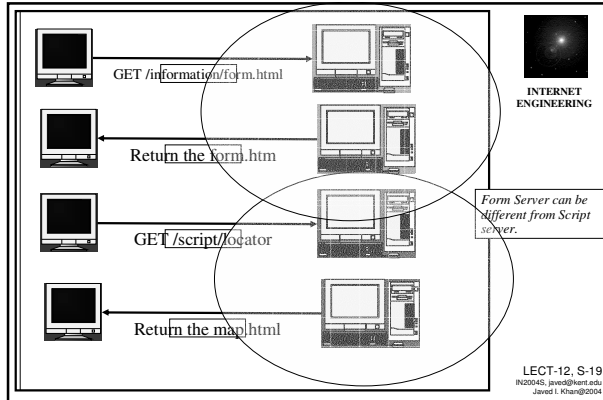 GET /information/form.html
INTERNET
ENGINEERING
Return the form.htm
Form Server can be
different from Script
server.
GET /script/locator
Return the map.html
LECT-12, S-19
IN2004S, javed@kent.edu
Javed I. Khan@2004